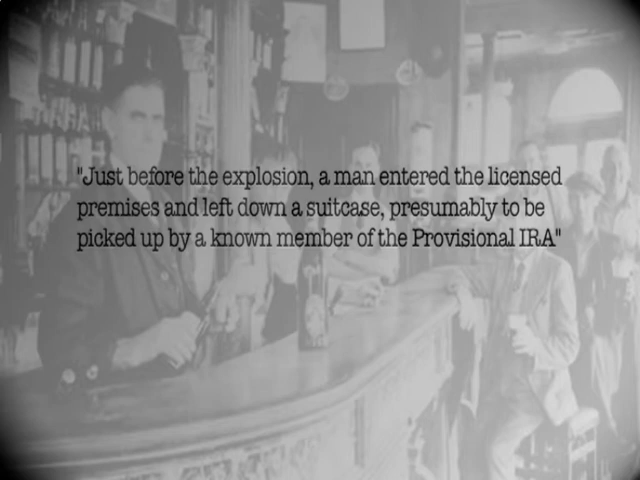 "Just before the explosion, a man entered the licensed
premises and left down a suitcase, presumably to be
picked up by a known member of the Provisional IRA"